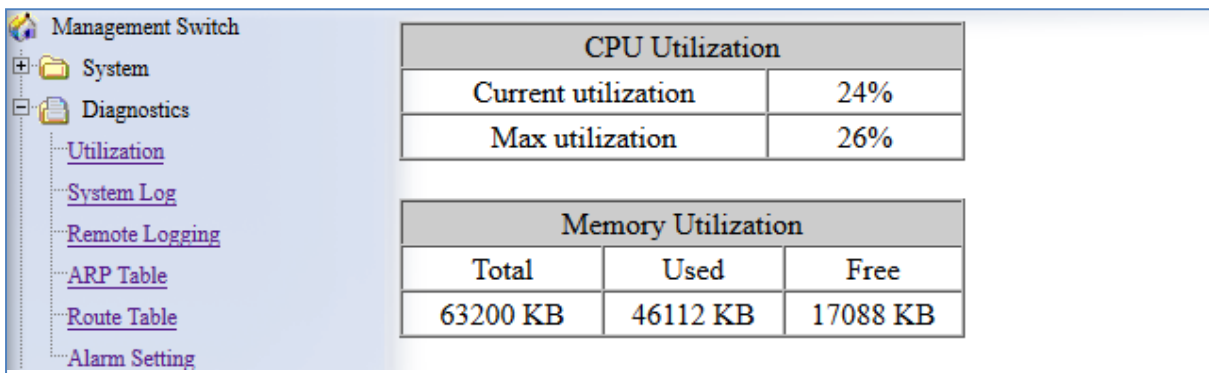 Management Switch
System
Diagnostics
Utilization
System Log
Remote Logging
ARP Table
Route Table
Alarm Setting
CPU Utilization
Current utilization 24%
Max utilization 26%
Memory Utilization
Total Used Free
63200 KB 46112 KB 17088 KB